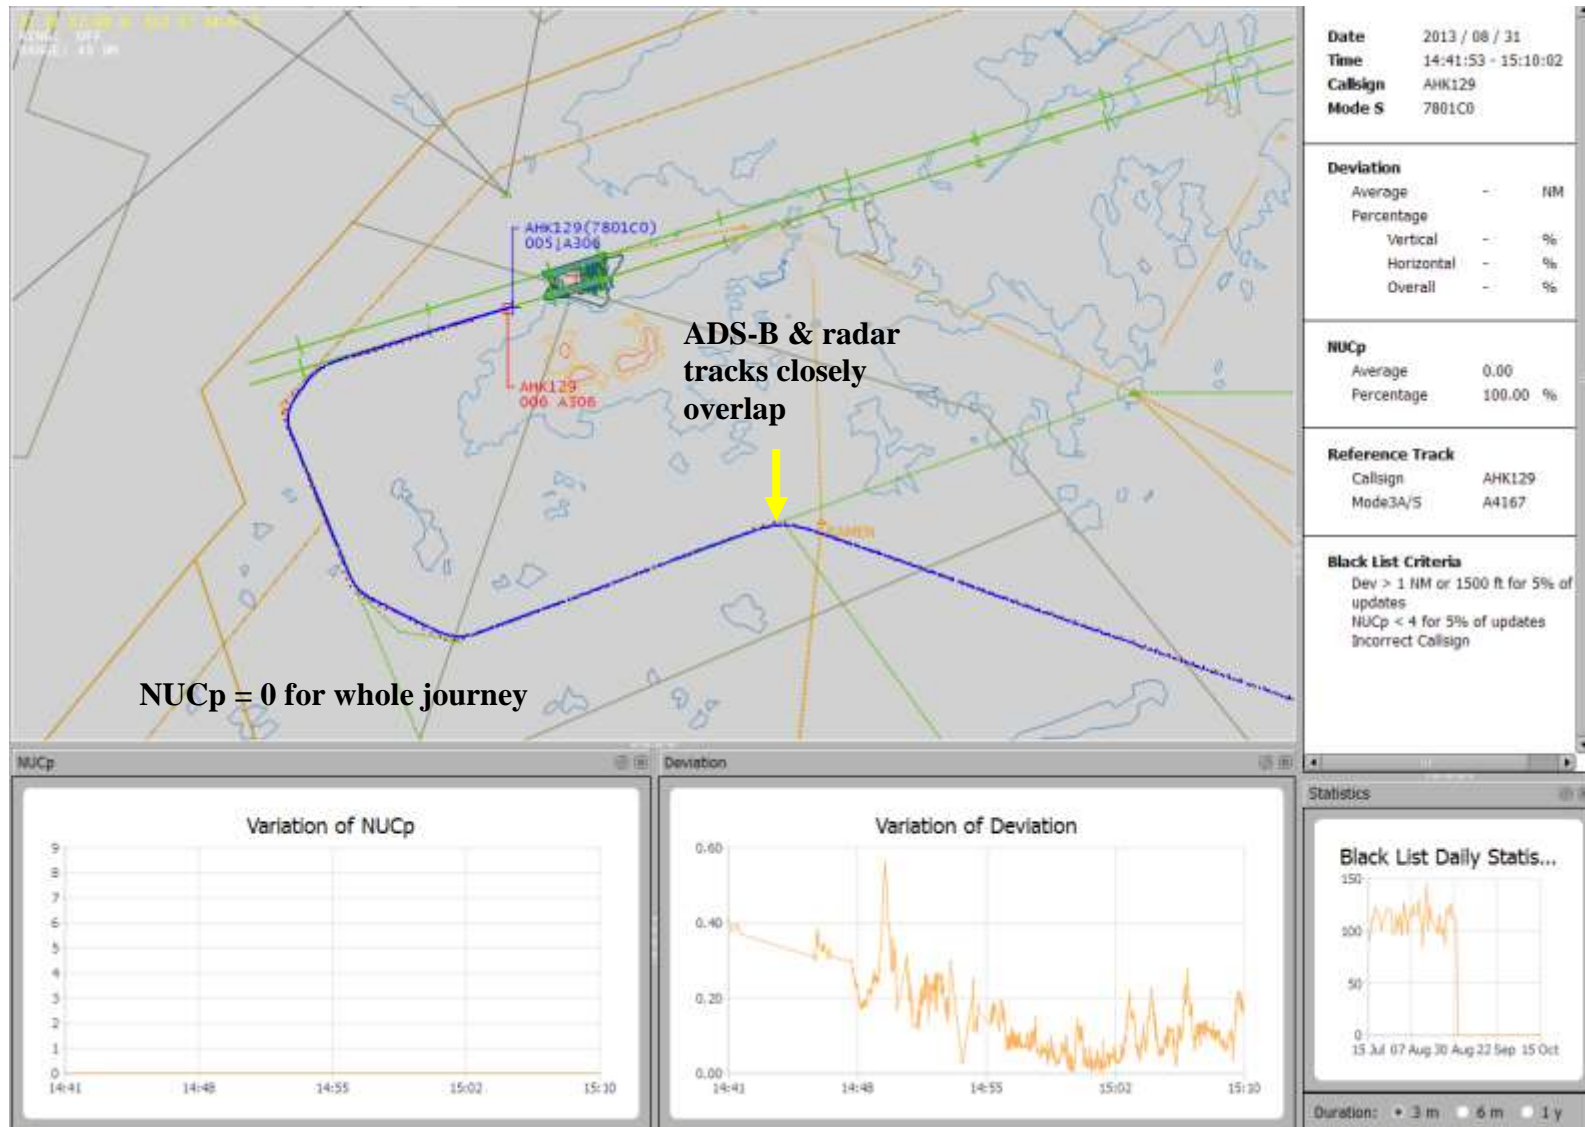 RANGE: 45 NM
AHK129(7801C0)
005|A306
AHK129
006 A306
ADS-B & radar
tracks closely
overlap
NUCp = 0 for whole journey
Date 2013 / 08 / 31
Time 14:41:53 - 15:10:02
Callsign AHK129
Mode S 7801C0
Deviation
Average - NM
Percentage
Vertical - %
Horizontal - %
Overall - %
NUCp
Average 0.00
Percentage 100.00 %
Reference Track
Callsign AHK129
Mode3A/S A4167
Black List Criteria
Dev > 1 NM or 1500 ft for 5% of
updates
NUCp < 4 for 5% of updates
Incorrect Callsign
NUCp
Variation of NUCp
9
8
7
6
5
4
3
2
1
0
14:41 14:48 14:55 15:02 15:10
Deviation
Variation of Deviation
0.60
0.40
0.20
0.00
14:41 14:48 14:55 15:02 15:10
Statistics
Black List Daily Statis...
150
100
50
0
15 Jul 07 Aug 30 Aug 22 Sep 15 Oct
Duration: 3 m 6 m 1 y